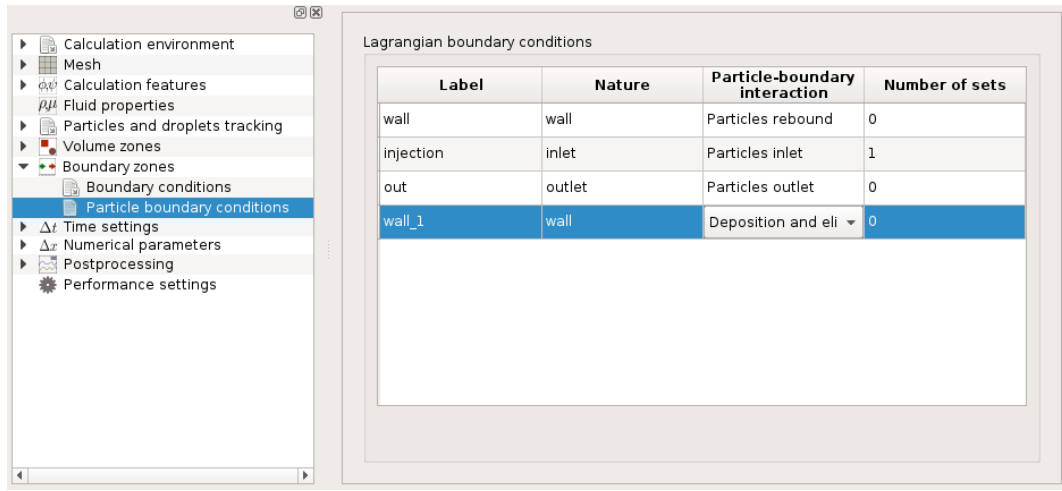 Calculation environment
Mesh
φ,ψ Calculation features
ρ,μ Fluid properties
Particles and droplets tracking
Volume zones
Boundary zones
Boundary conditions
Particle boundary conditions
Δt Time settings
Δx Numerical parameters
Postprocessing
Performance settings
Lagrangian boundary conditions
Label Nature Particle-boundary interaction Number of sets
wall wall Particles rebound 0
injection inlet Particles inlet 1
out outlet Particles outlet 0
wall_1 wall Deposition and eli 0